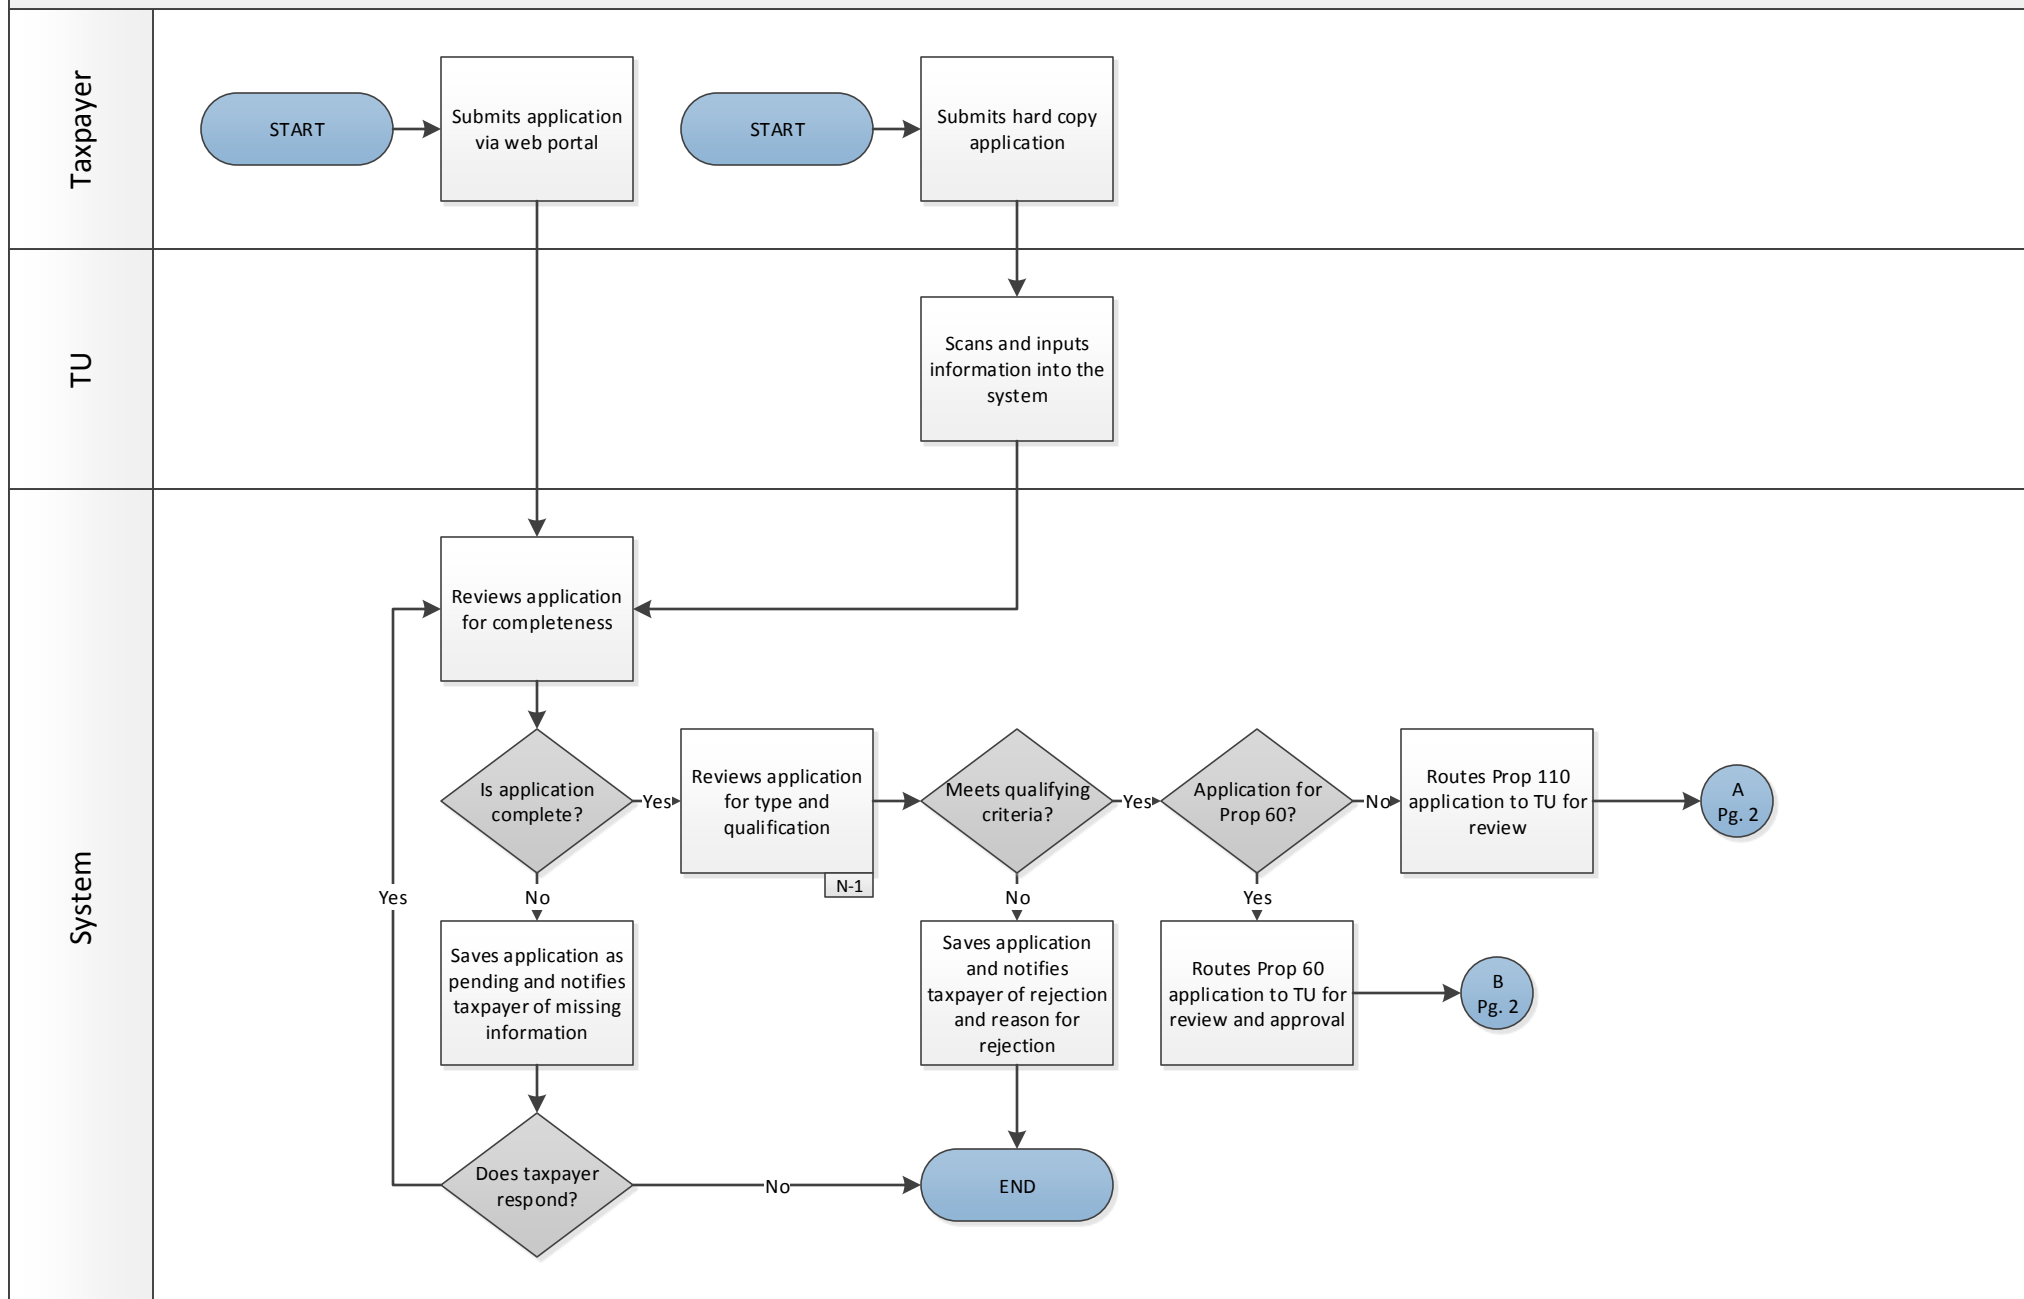 Taxpayer
START
Submits application
via web portal
START
Submits hard copy
application
TU
Scans and inputs
information into the
system
System
Reviews application
for completeness
Is application
complete?
Yes
Reviews application
for type and
qualification
N-1
Meets qualifying
criteria?
Yes
Application for
Prop 60?
No
Routes Prop 110
application to TU for
review
A
Pg. 2
Yes
No
No
Yes
Saves application as
pending and notifies
taxpayer of missing
information
Saves application
and notifies
taxpayer of rejection
and reason for
rejection
Routes Prop 60
application to TU for
review and approval
B
Pg. 2
Does taxpayer
respond?
No
END